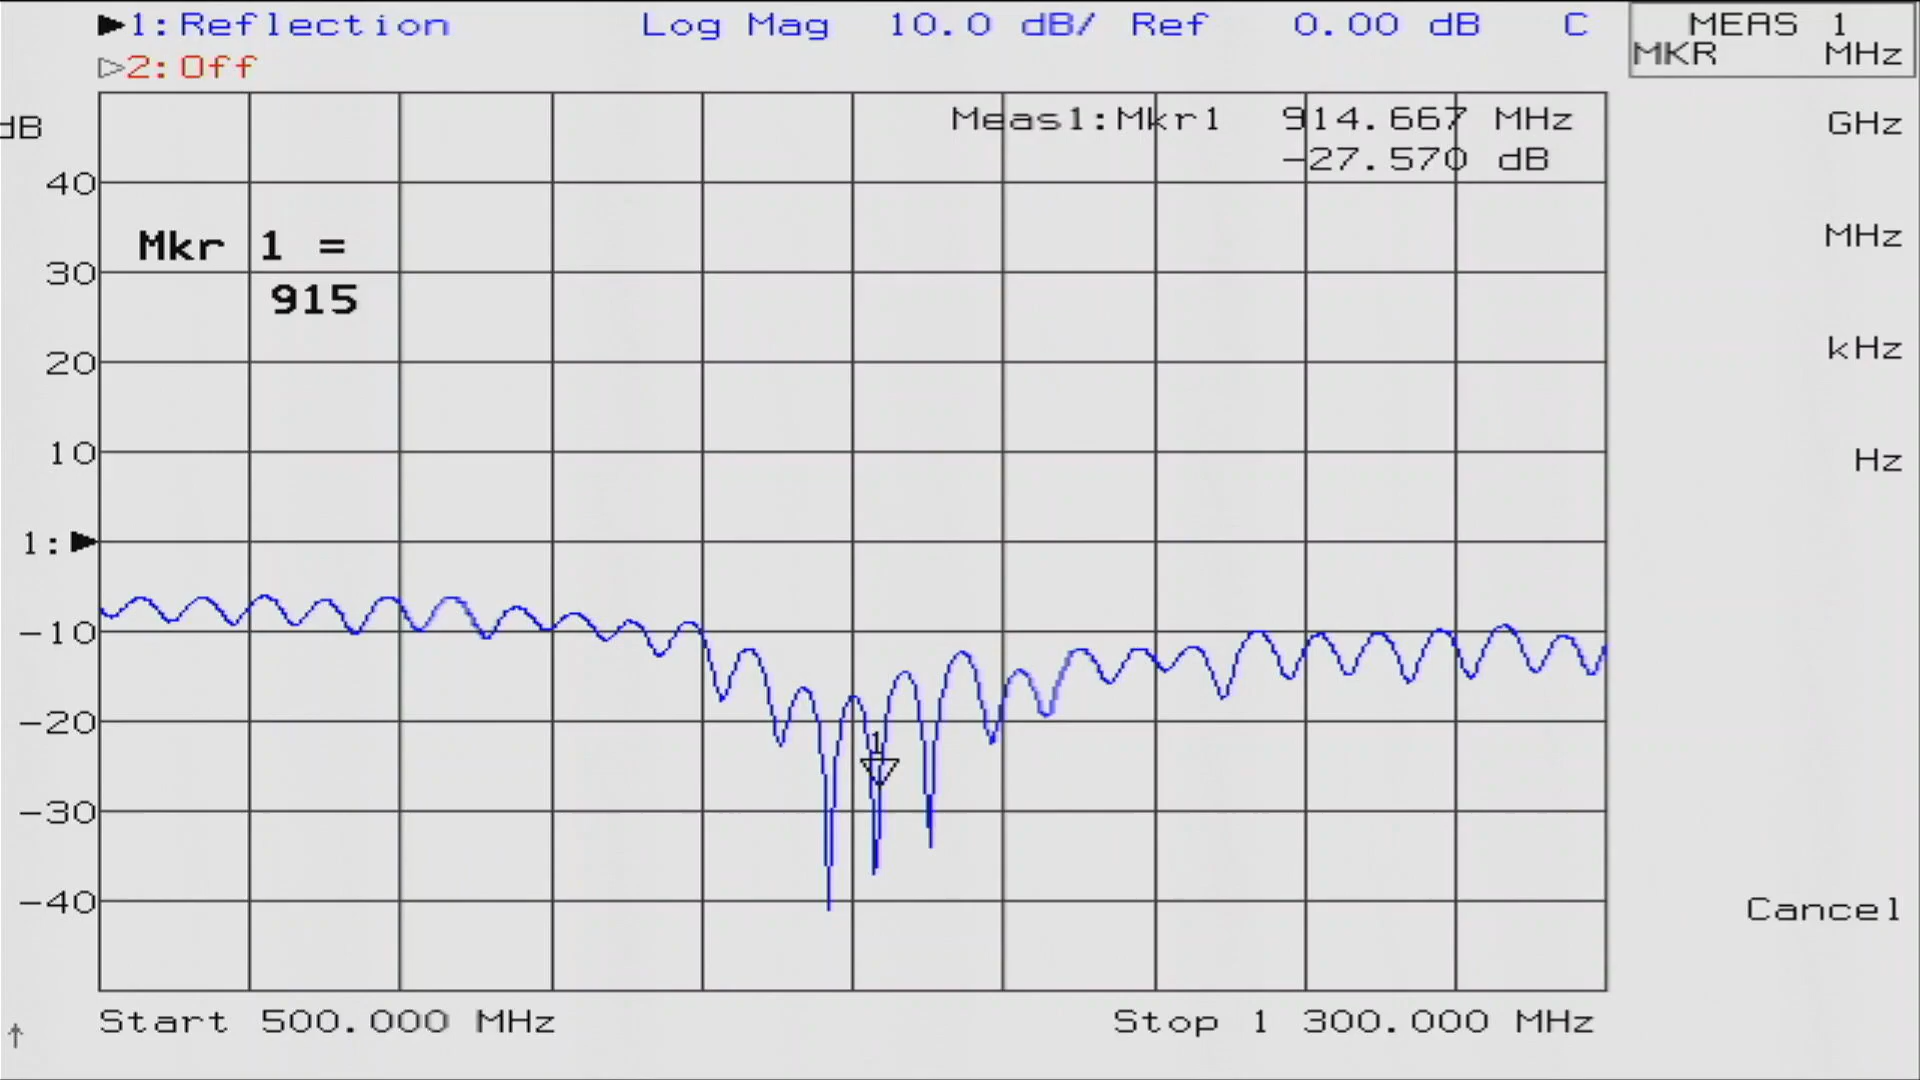 ►1:Reflection Log Mag 10.0 dB/ Ref 0.00 dB C
▷2:Off
MEAS 1
MKR MHz
dB
Meas1:Mkr1 914.667 MHz
-27.570 dB
GHz
40
Mkr 1 =
915
MHz
30
20
kHz
10
Hz
1:►
-10
-20
1
-30
-40
Cancel
Start 500.000 MHz Stop 1 300.000 MHz
↑